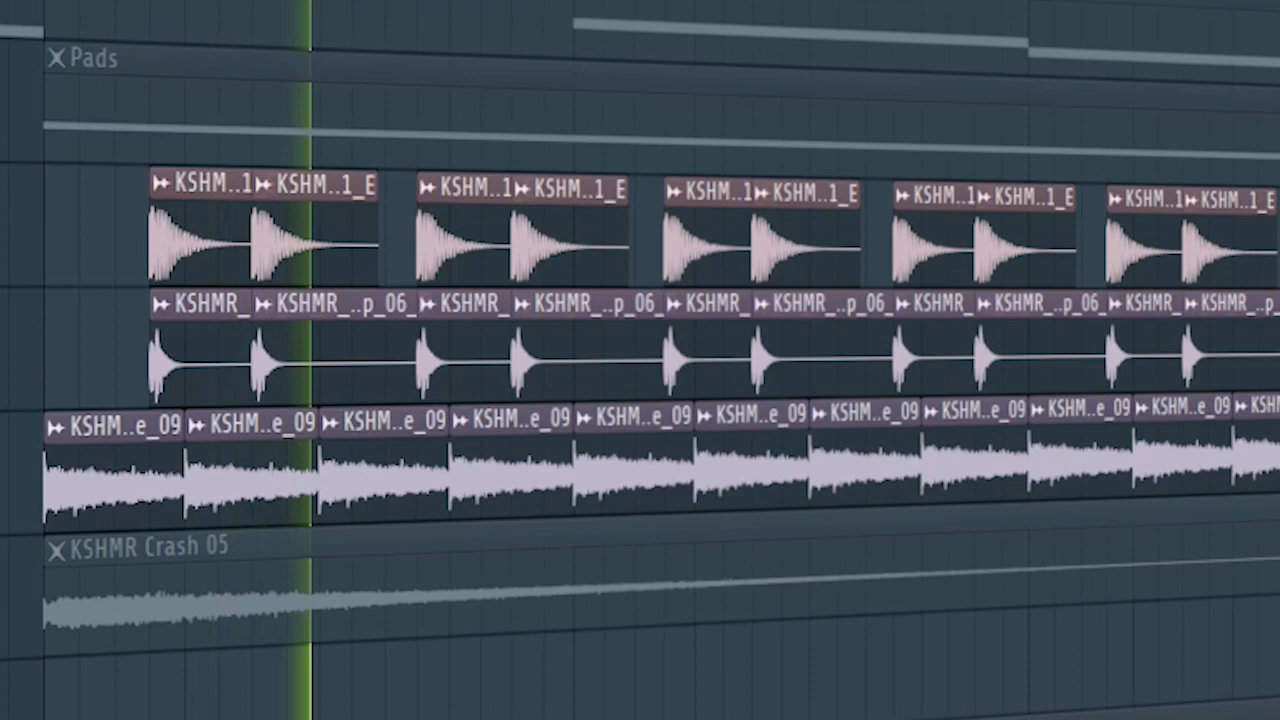 Pads
KSHM..1 KSHM..1_E KSHM..1 KSHM..1_E KSHM..1 KSHM..1_E KSHM..1 KSHM..1_E KSHM..1 KSHM..1_E
KSHMR_ KSHMR_..p_06_ KSHMR_ KSHMR_..p_06_ KSHMR_ KSHMR_..p_06_ KSHMR_ KSHMR_..p_06_ KSHMR_ KSHMR_..p
KSHM..e_09 KSHM..e_09 KSHM..e_09 KSHM..e_09 KSHM..e_09 KSHM..e_09 KSHM..e_09 KSHM..e_09 KSHM..e_09 KSHM..e_09 KSH
KSHMR Crash 05